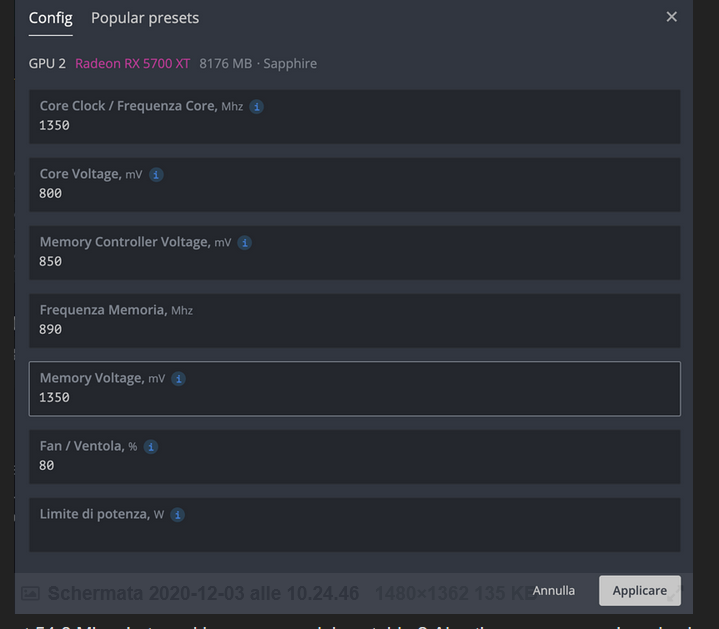 Config Popular presets
GPU 2 Radeon RX 5700 XT 8176 MB · Sapphire
Core Clock / Frequenza Core, Mhz
1350
Core Voltage, mV
800
Memory Controller Voltage, mV
850
Frequenza Memoria, Mhz
890
Memory Voltage, mV
1350
Fan / Ventola, %
80
Limite di potenza, W
Schermata 2020-12-03 alle 10.24.46 1480×1362 135 KB Annulla Applicare